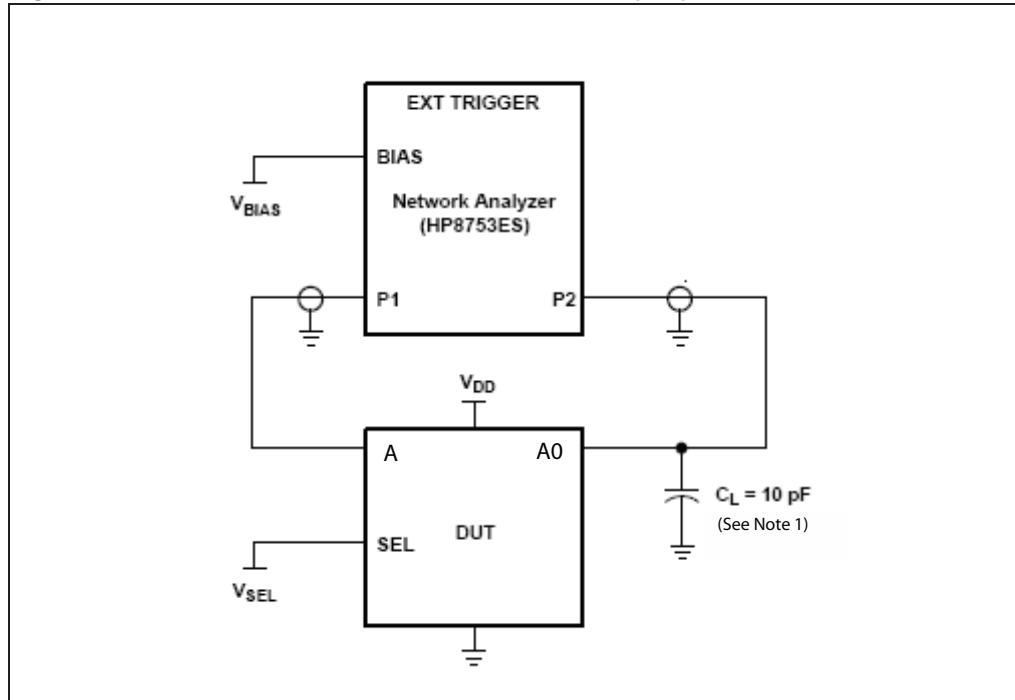 EXT TRIGGER
BIAS
VBIAS
Network Analyzer
(HP8753ES)
P1
P2
VDD
A
A0
CL = 10 pF
(See Note 1)
DUT
SEL
VSEL